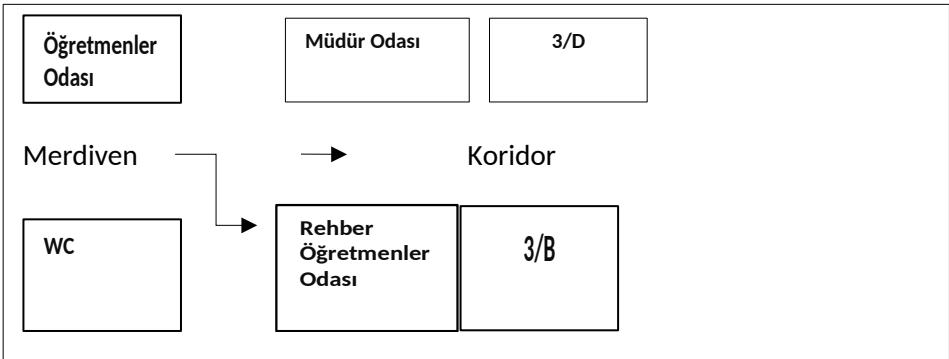 Öğretmenler
Odası
Müdür Odası
3/D
Merdiven
Koridor
WC
Rehber
Öğretmenler
Odası
3/B